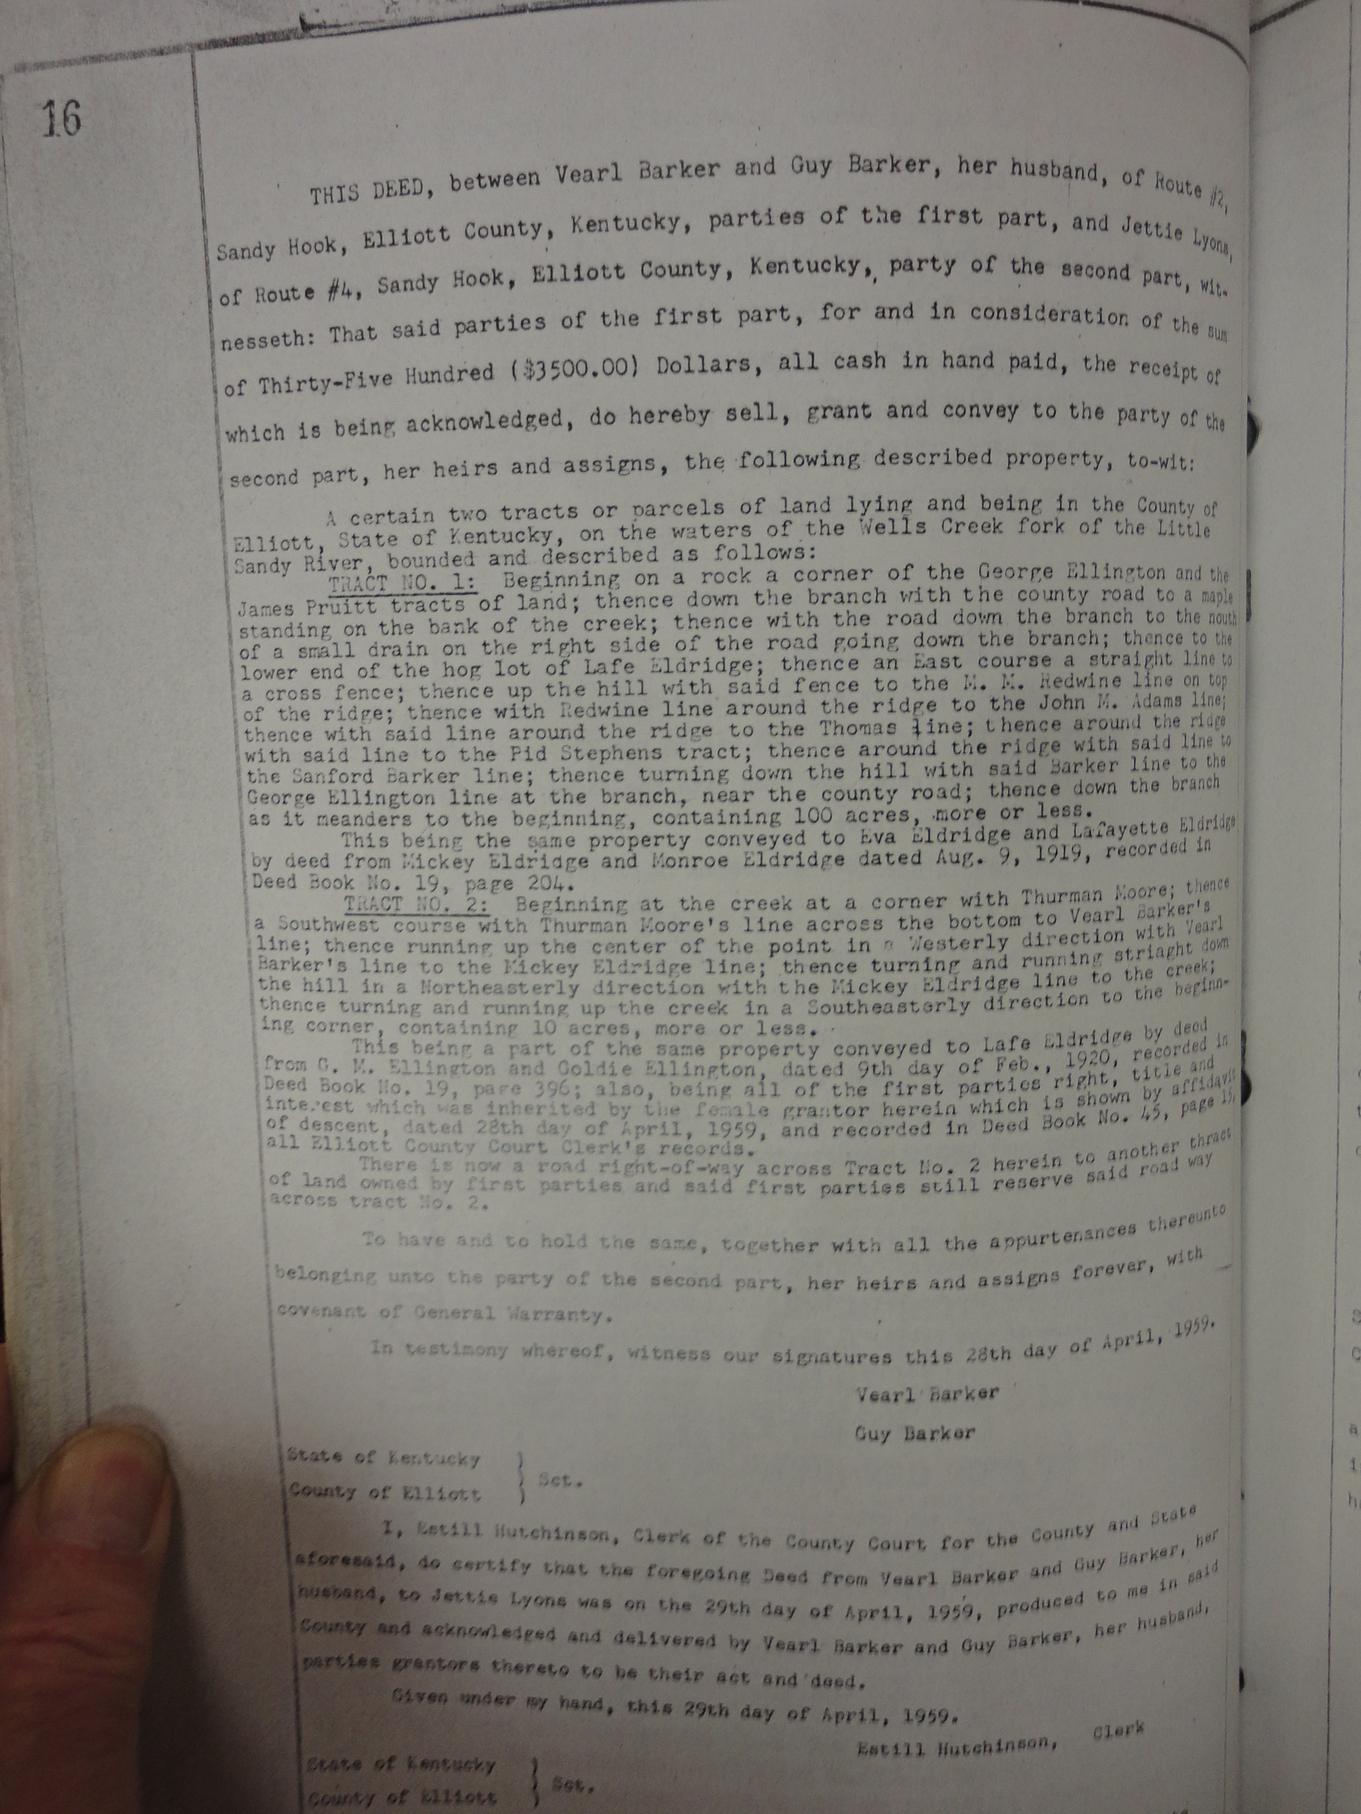 16
THIS DEED, between Vearl Barker and Guy Barker, her husband, of Route #2,
Sandy Hook, Elliott County, Kentucky, parties of the first part, and Jettie Lyons,
of Route #4, Sandy Hook, Elliott County, Kentucky, party of the second part, wit-
nesseth: That said parties of the first part, for and in consideration of the sum
of Thirty-Five Hundred ($3500.00) Dollars, all cash in hand paid, the receipt of
which is being acknowledged, do hereby sell, grant and convey to the party of the
second part, her heirs and assigns, the following described property, to-wit:
A certain two tracts or parcels of land lying and being in the County of
Elliott, State of Kentucky, on the waters of the Wells Creek fork of the Little
Sandy River, bounded and described as follows:
TRACT NO. 1: Beginning on a rock a corner of the George Ellington and the
James Pruitt tracts of land; thence down the branch with the county road to a maple
standing on the bank of the creek; thence with the road down the branch to the mouth
of a small drain on the right side of the road going down the branch; thence to the
lower end of the hog lot of Lafe Eldridge; thence an East course a straight line to
a cross fence; thence up the hill with said fence to the M. M. Redwine line on top
of the ridge; thence with Redwine line around the ridge to the John M. Adams line;
thence with said line around the ridge to the Thomas line; thence around the ridge
with said line to the Pid Stephens tract; thence around the ridge with said line to
the Sanford Barker line; thence turning down the hill with said Barker line to the
George Ellington line at the branch, near the county road; thence down the branch
as it meanders to the beginning, containing 100 acres, more or less.
This being the same property conveyed to Eva Eldridge and Lafayette Eldridge
by deed from Mickey Eldridge and Monroe Eldridge dated Aug. 9, 1919, recorded in
Deed Book No. 19, page 204.
TRACT NO. 2: Beginning at the creek at a corner with Thurman Moore; thence
a Southwest course with Thurman Moore's line across the bottom to Vearl Barker's
line; thence running up the center of the point in a Westerly direction with Vearl
Barker's line to the Mickey Eldridge line; thence turning and running striaght down
the hill in a Northeasterly direction with the Mickey Eldridge line to the creek;
thence turning and running up the creek in a Southeasterly direction to the beginn-
ing corner, containing 10 acres, more or less.
This being a part of the same property conveyed to Lafe Eldridge by deed
from G. M. Ellington and Goldie Ellington, dated 9th day of Feb., 1920, recorded in
Deed Book No. 19, page 396; also, being all of the first parties right, title and
interest which was inherited by the female grantor herein which is shown by affidavit
of descent, dated 28th day of April, 1959, and recorded in Deed Book No. 45, page 15,
all Elliott County Court Clerk's records.
There is now a road right-of-way across Tract No. 2 herein to another thract
of land owned by first parties and said first parties still reserve said road way
across tract No. 2.
To have and to hold the same, together with all the appurtenances thereunto
belonging unto the party of the second part, her heirs and assigns forever, with
covenant of General Warranty.
In testimony whereof, witness our signatures this 28th day of April, 1959.
Vearl Barker
Guy Barker
State of Kentucky
County of Elliott } Sct.
I, Estill Hutchinson, Clerk of the County Court for the County and State
aforesaid, do certify that the foregoing Deed from Vearl Barker and Guy Barker, her
husband, to Jettie Lyons was on the 29th day of April, 1959, produced to me in said
County and acknowledged and delivered by Vearl Barker and Guy Barker, her husband,
parties grantors thereto to be their act and deed.
Given under my hand, this 29th day of April, 1959.
Estill Hutchinson, Clerk
State of Kentucky
County of Elliott } Sct.